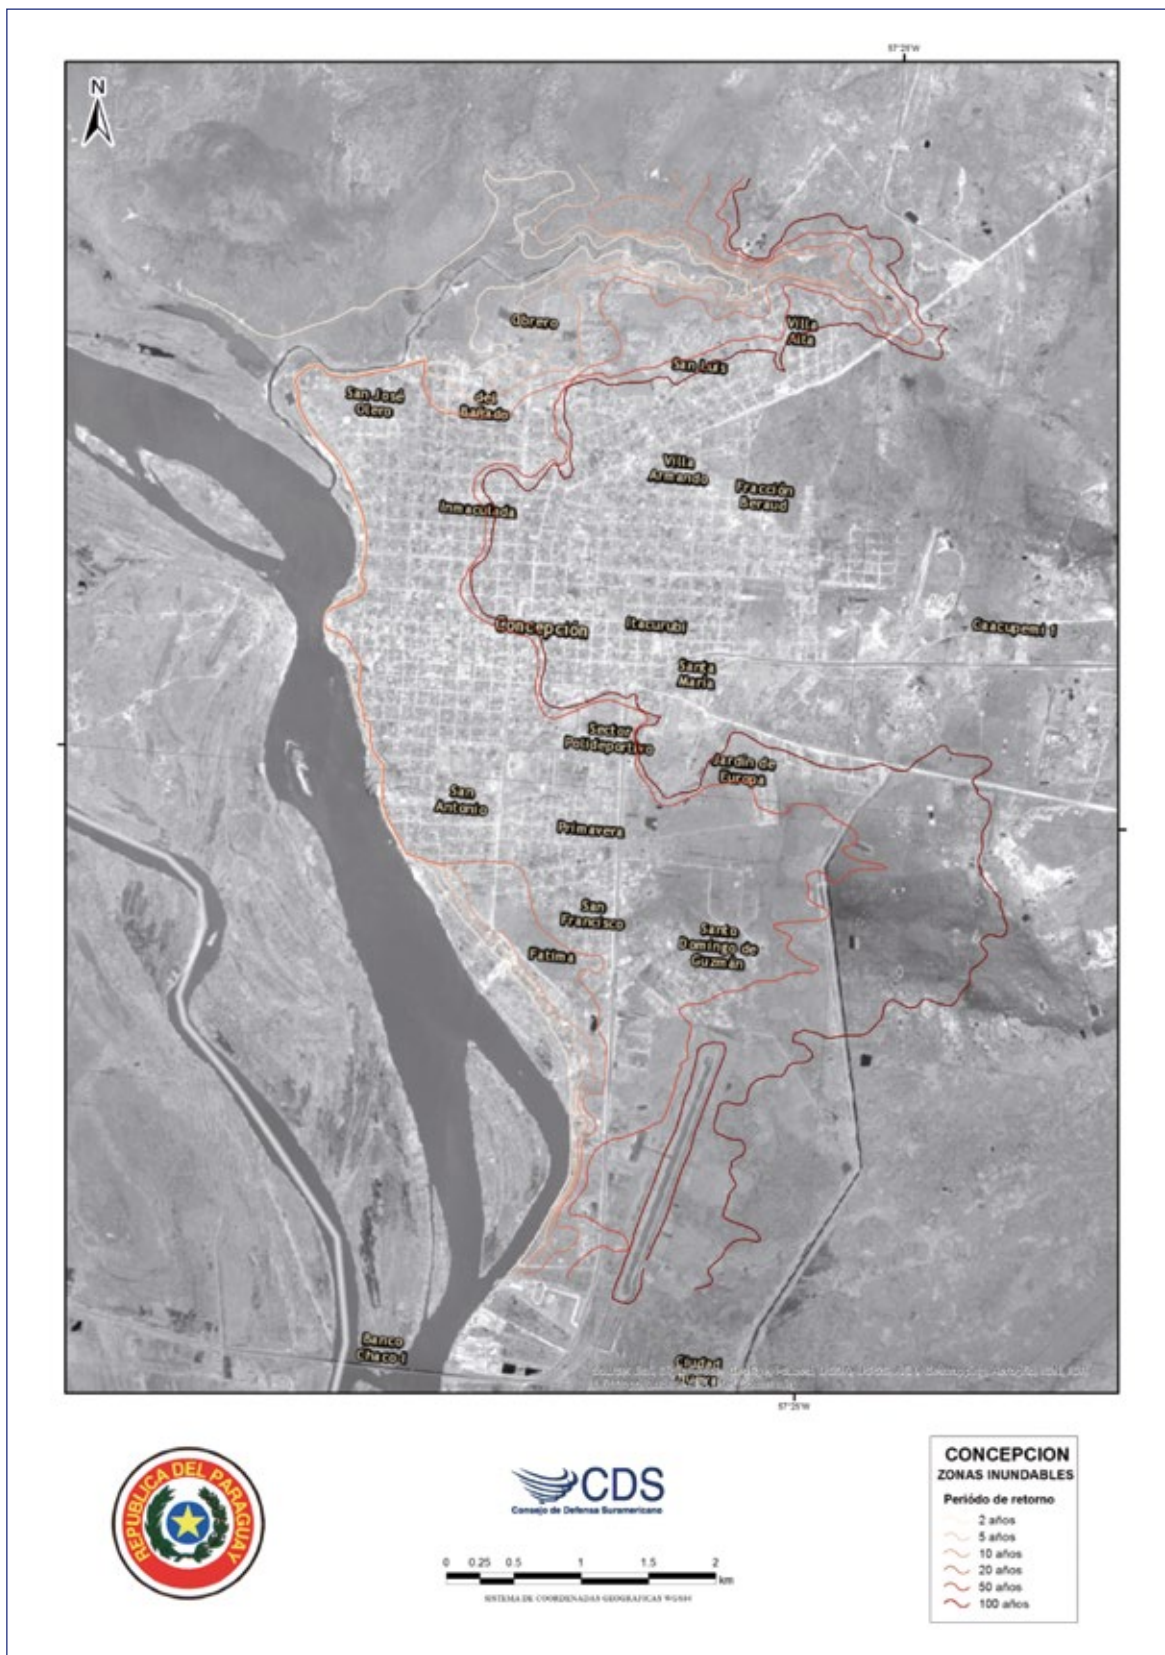 57°25'W
N
Obrero
Villa
Alta
San Luis
San José
Olero
del
Bañado
Villa
Armando
Fracción
Beraud
Inmaculada
Concepción
Itacurubí
Caacupemí 1
Santa
María
Sector
Polideportivo
Jardín de
Europa
San
Antonio
Primavera
San
Francisco
Santo
Domingo de
Guzmán
Fatima
Banco
Chaco-I
Ciudad
57°25'W
REPUBLICA DEL PARAGUAY
CDS
Consejo de Defensa Suramericano
0 0.25 0.5 1 1.5 2
km
SISTEMA DE COORDENADAS GEOGRAFICAS WGS84
CONCEPCION
ZONAS INUNDABLES
Periódo de retorno
2 años
5 años
10 años
20 años
50 años
100 años